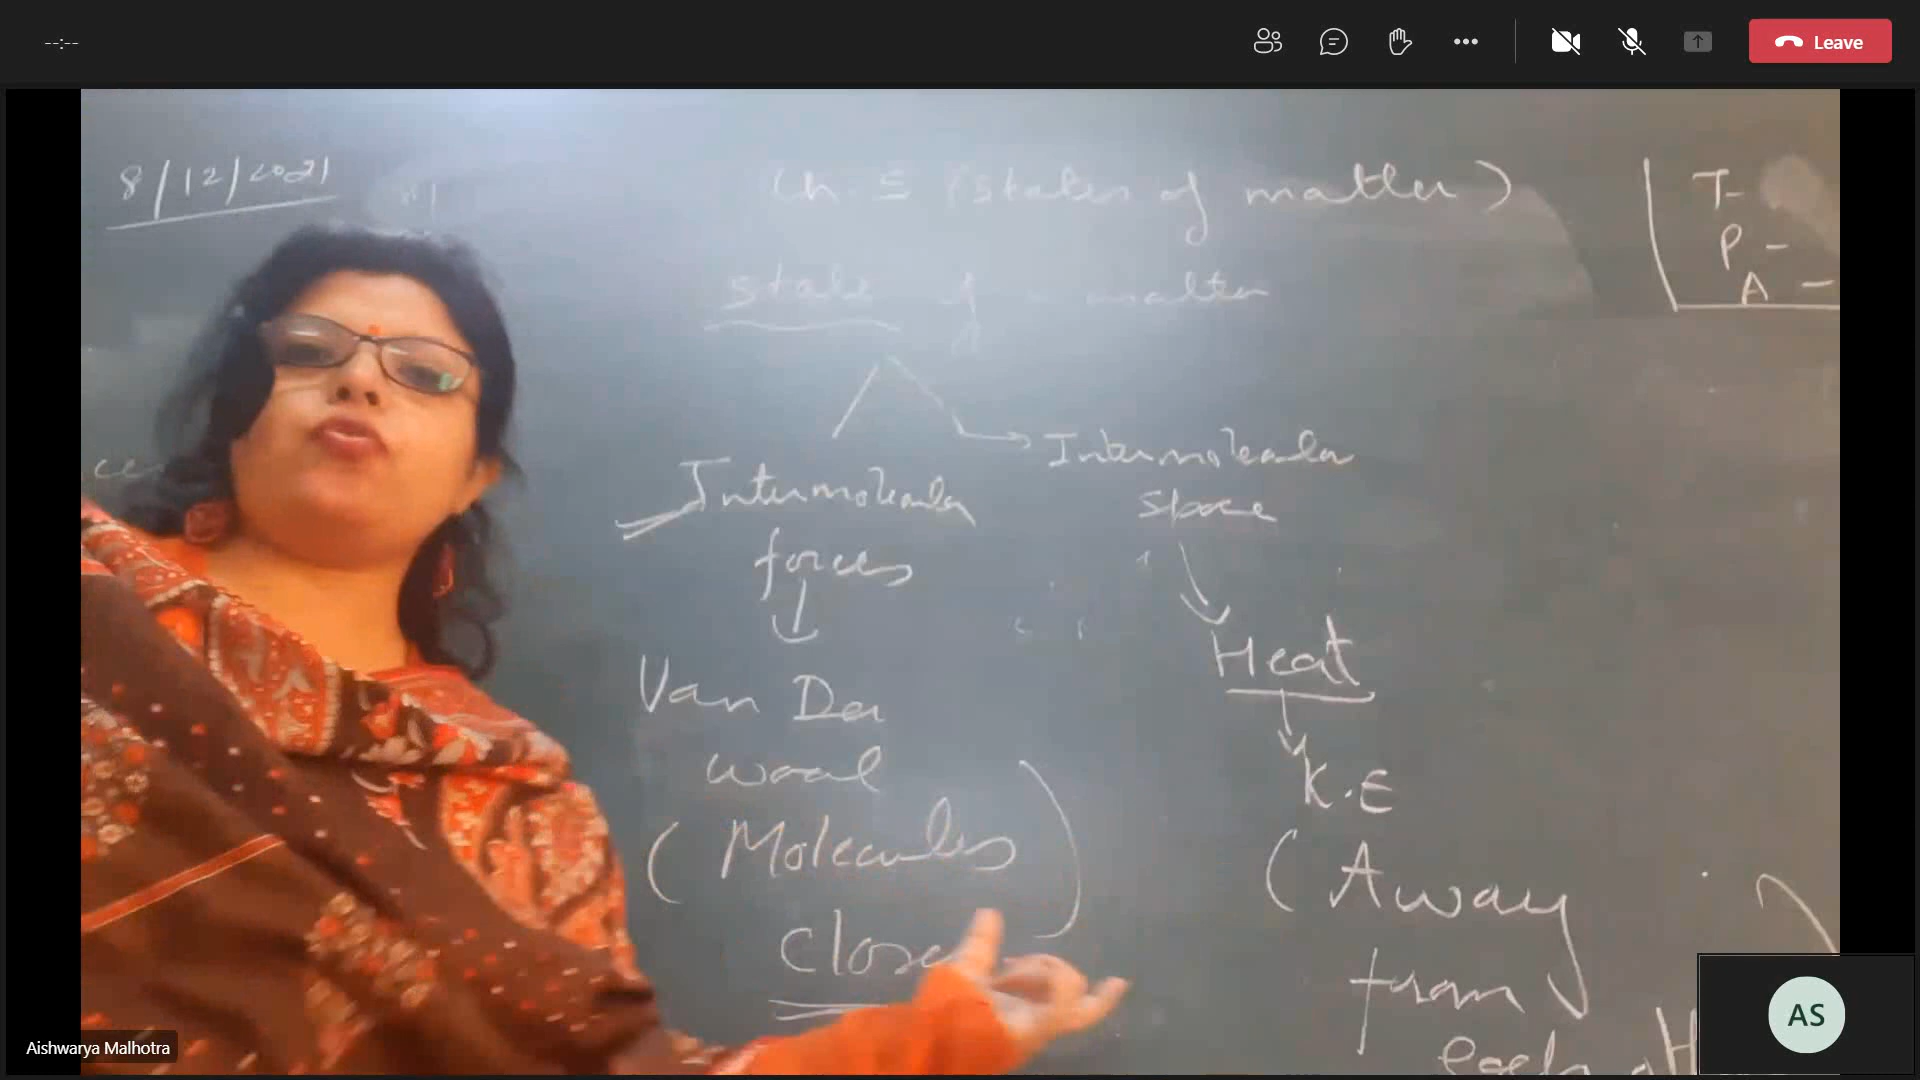 --:--
Leave
8/12/2021
Ch. 5 (States of matter)
T-
P -
A -
State of matter
Intermolecular
space
Intermolecular
forces
Heat
Van Der
waal
K.E
(Molecules
close
(Away
from
each
Aishwarya Malhotra
AS